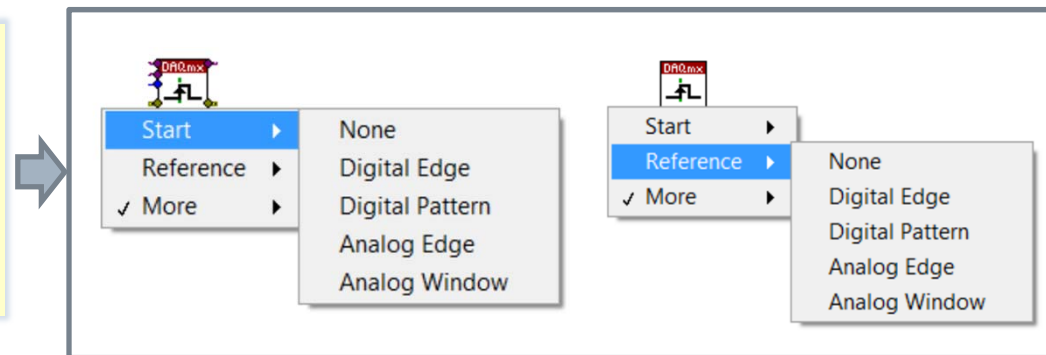 DAQmx
Start
Reference
✓ More
None
Digital Edge
Digital Pattern
Analog Edge
Analog Window
DAQmx
Start
Reference
✓ More
None
Digital Edge
Digital Pattern
Analog Edge
Analog Window